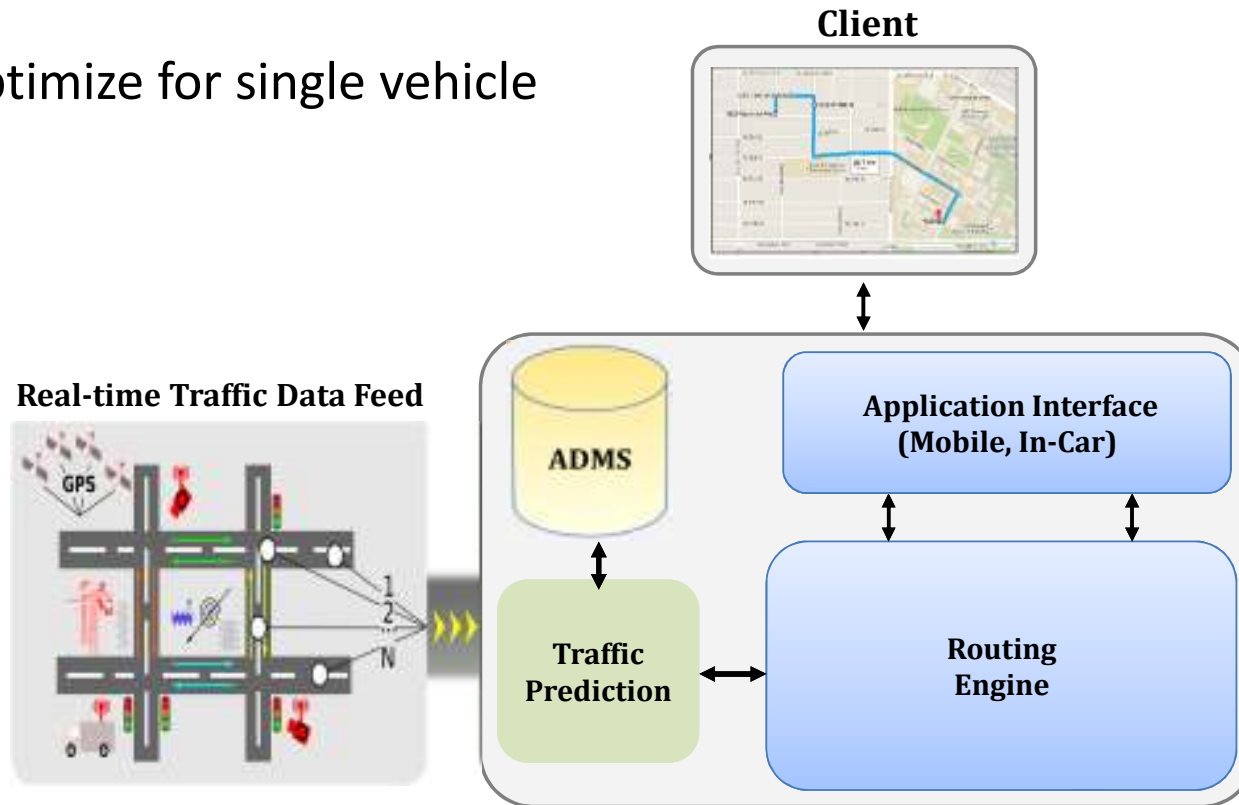 Client
ptimize for single vehicle
Real-time Traffic Data Feed
GPS
1
2
...
N
ADMS
Application Interface
(Mobile, In-Car)
Traffic
Prediction
Routing
Engine